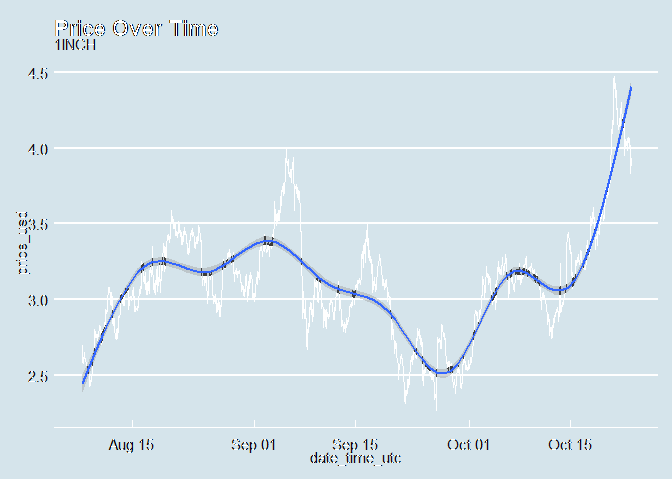 Price Over Time
1INCH
4.5
4.0
3.5
3.0
2.5
price_usd
Aug 15 Sep 01 Sep 15 Oct 01 Oct 15
date_time_utc